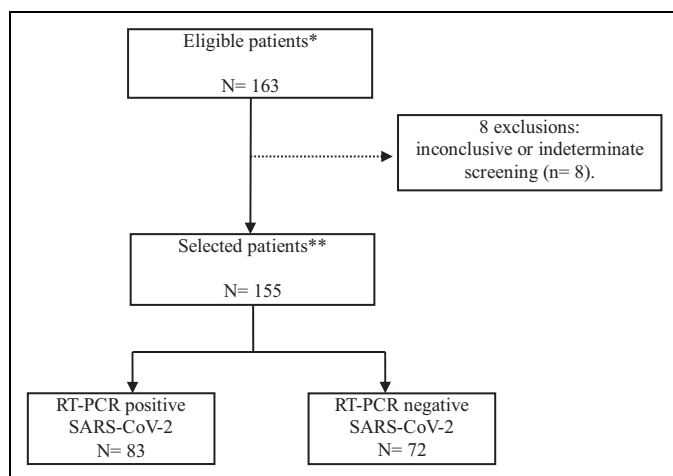 Eligible patients*
N= 163
8 exclusions:
inconclusive or indeterminate
screening (n= 8).
Selected patients**
N= 155
RT-PCR positive
SARS-CoV-2
N= 83
RT-PCR negative
SARS-CoV-2
N= 72